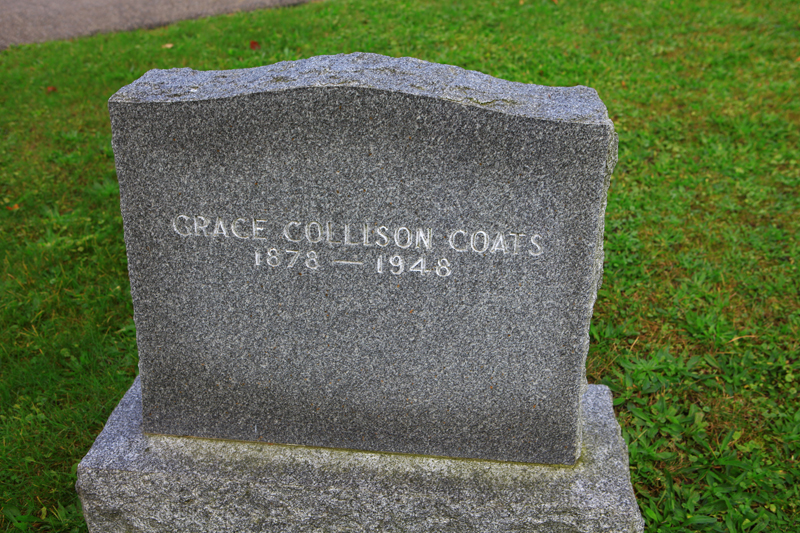 GRACE COLLISON COATS
1878 — 1948